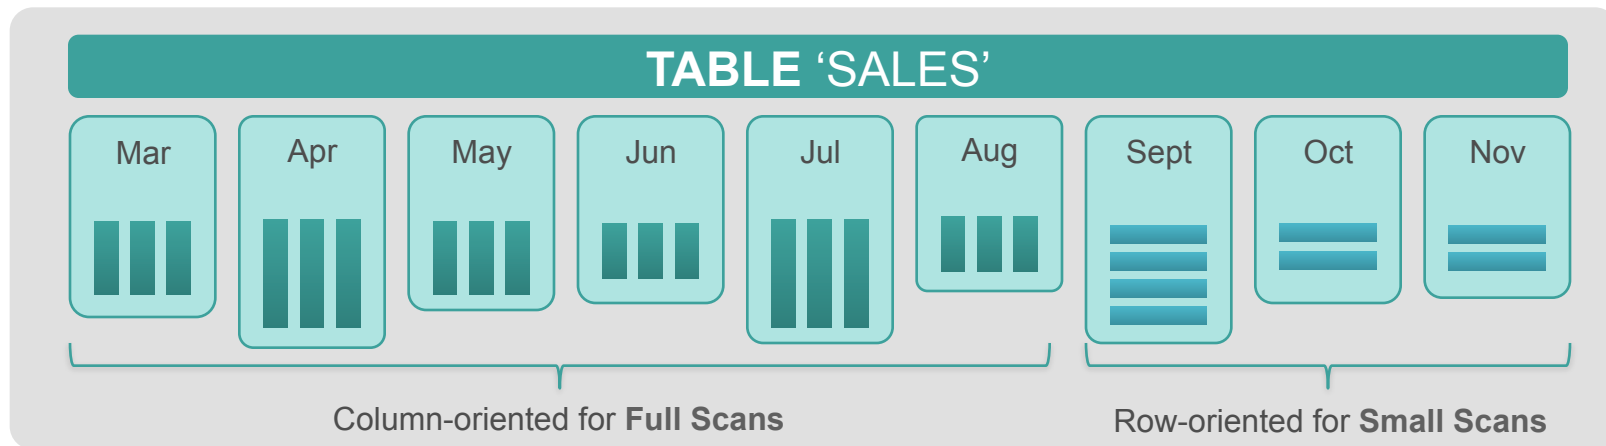 TABLE ‘SALES’
Mar Apr May Jun Jul Aug Sept Oct Nov
Column-oriented for Full Scans
Row-oriented for Small Scans